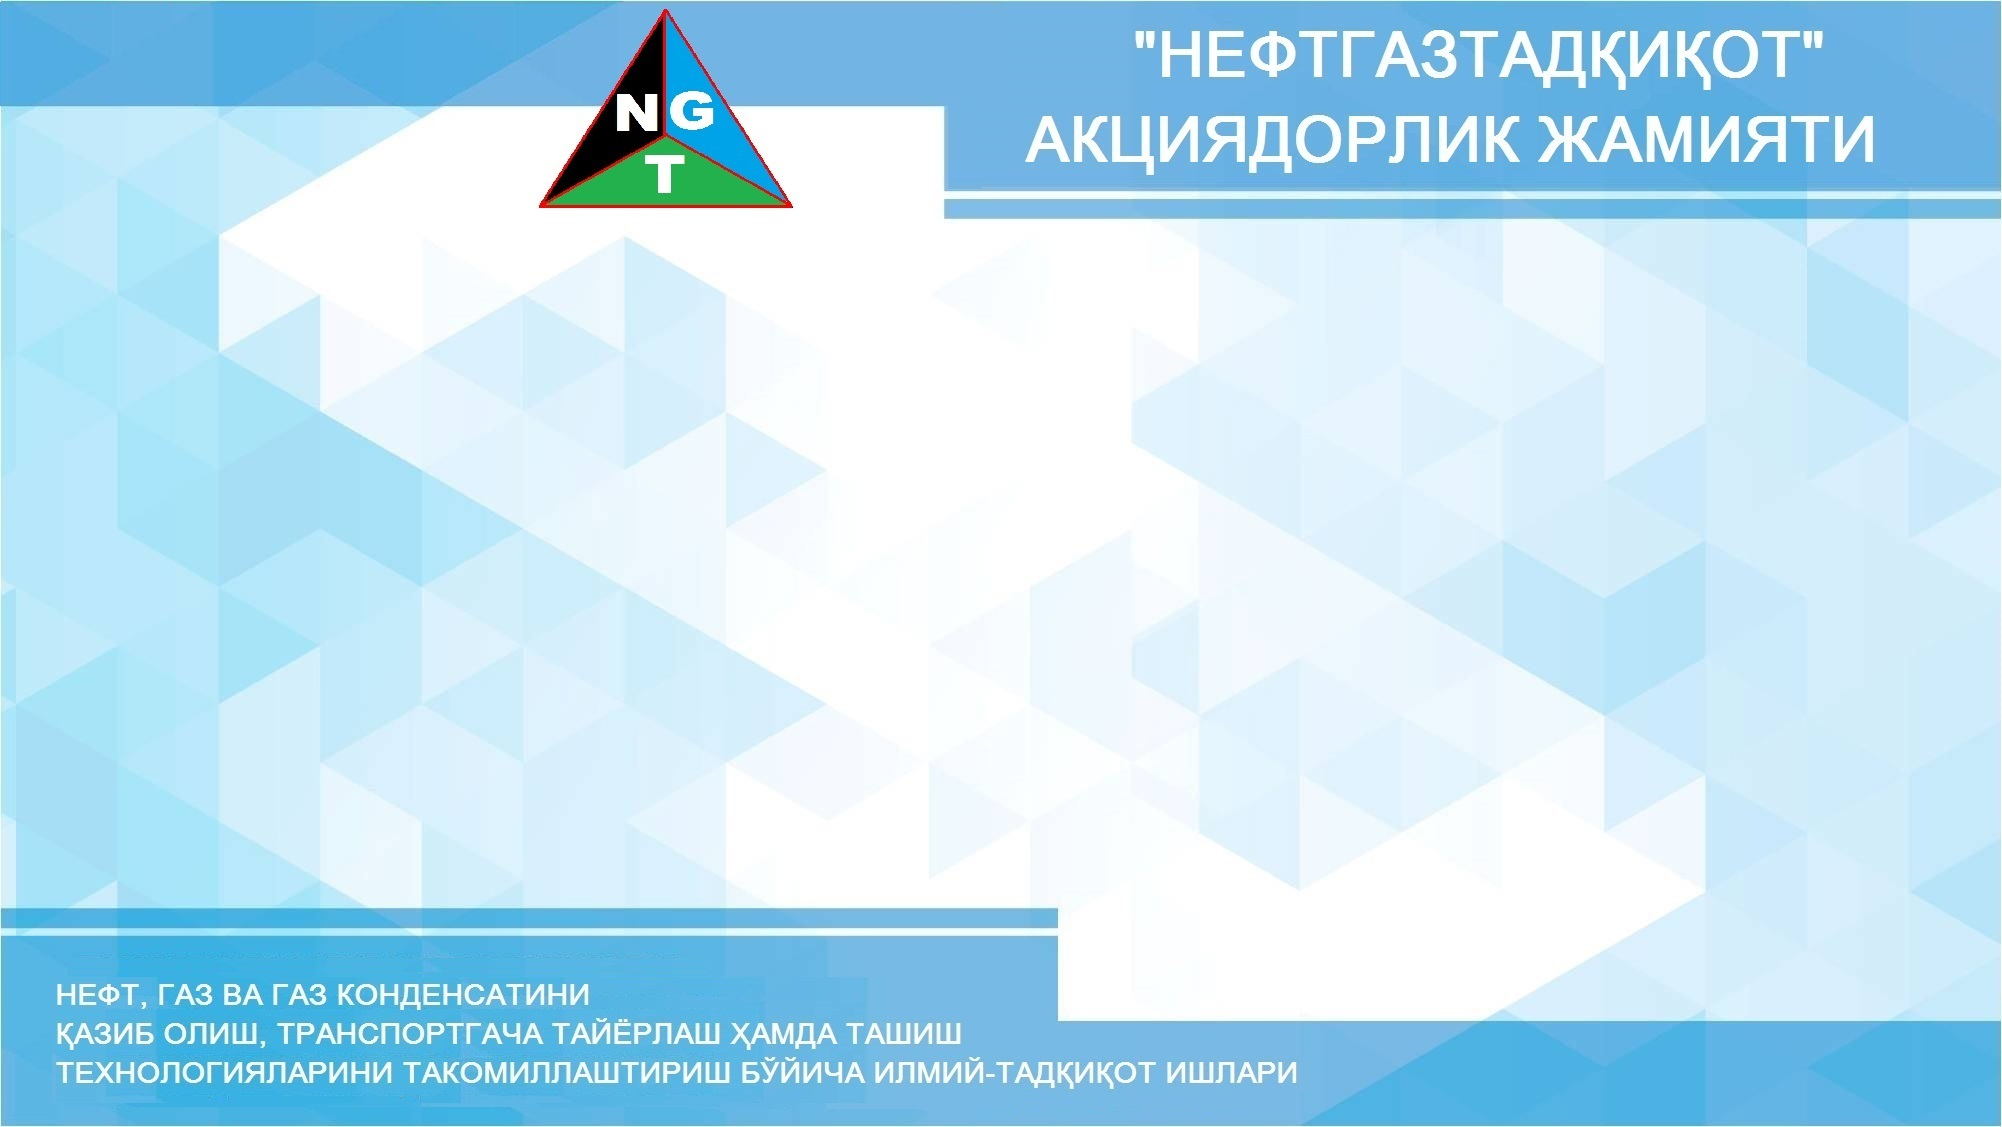 NG
T
"НЕФТГАЗТАДҚИҚОТ"
АКЦИЯДОРЛИК ЖАМИЯТИ
НЕФТ, ГАЗ ВА ГАЗ КОНДЕНСАТИНИ
ҚАЗИБ ОЛИШ, ТРАНСПОРТГАЧА ТАЙЁРЛАШ ҲАМДА ТАШИШ
ТЕХНОЛОГИЯЛАРИНИ ТАКОМИЛЛАШТИРИШ БЎЙИЧА ИЛМИЙ-ТАДҚИҚОТ ИШЛАРИ